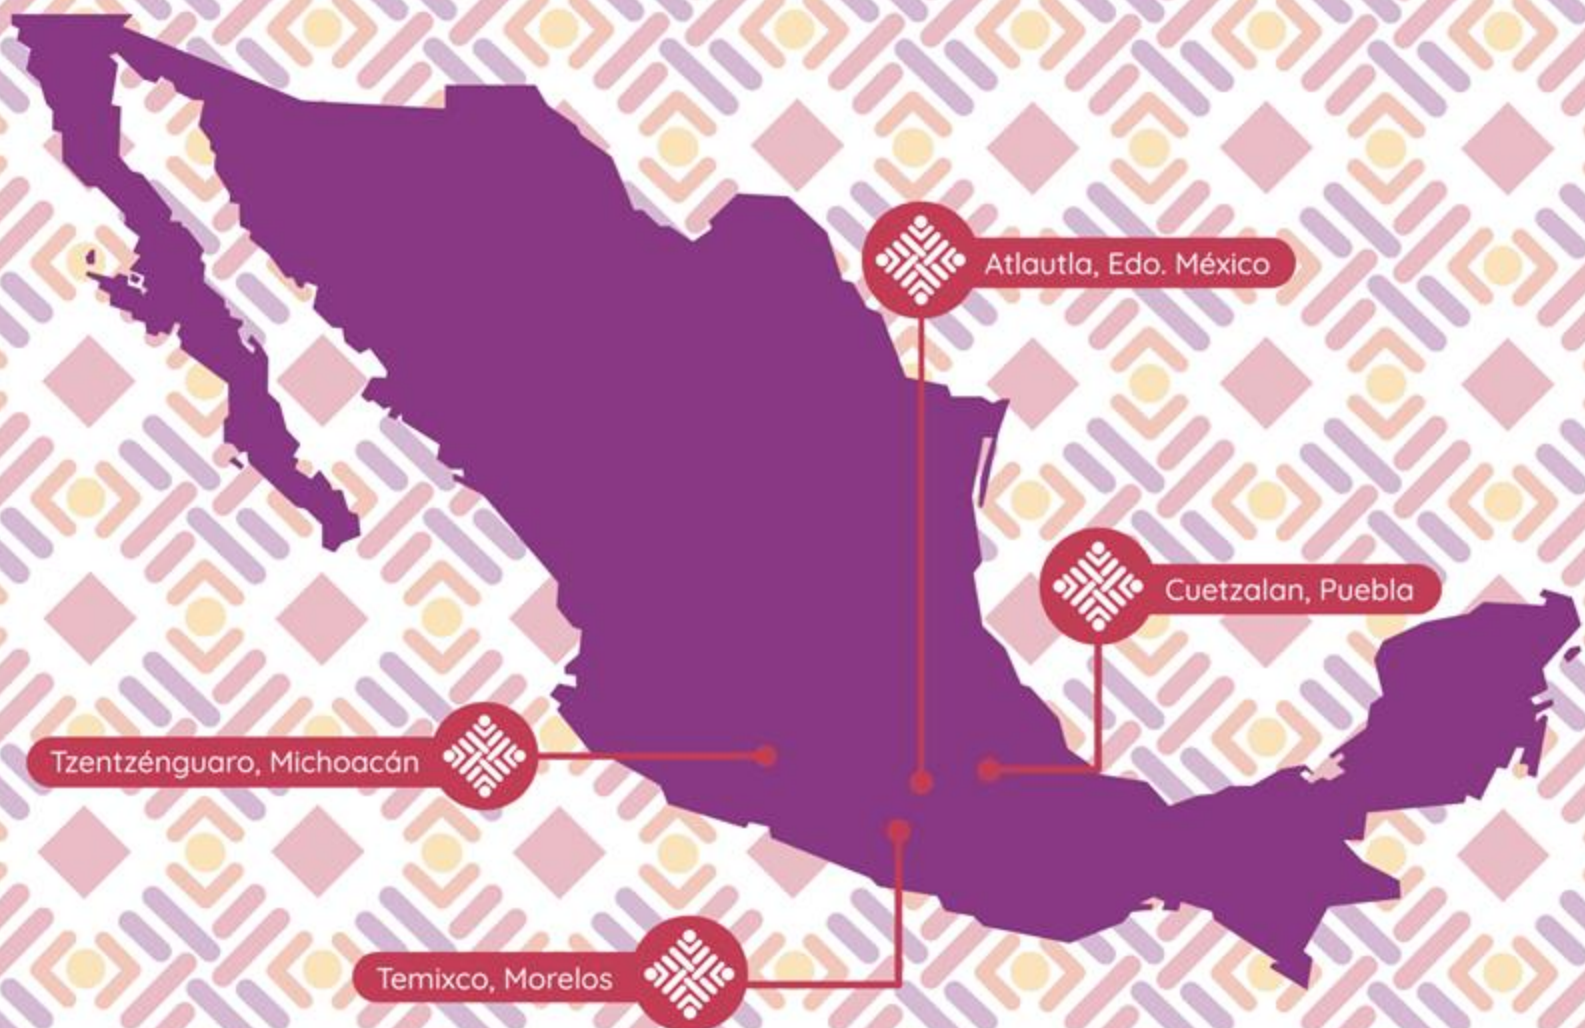 Atlautla, Edo. México
Cuetzalan, Puebla
Tzentzénguaro, Michoacán
Temixco, Morelos